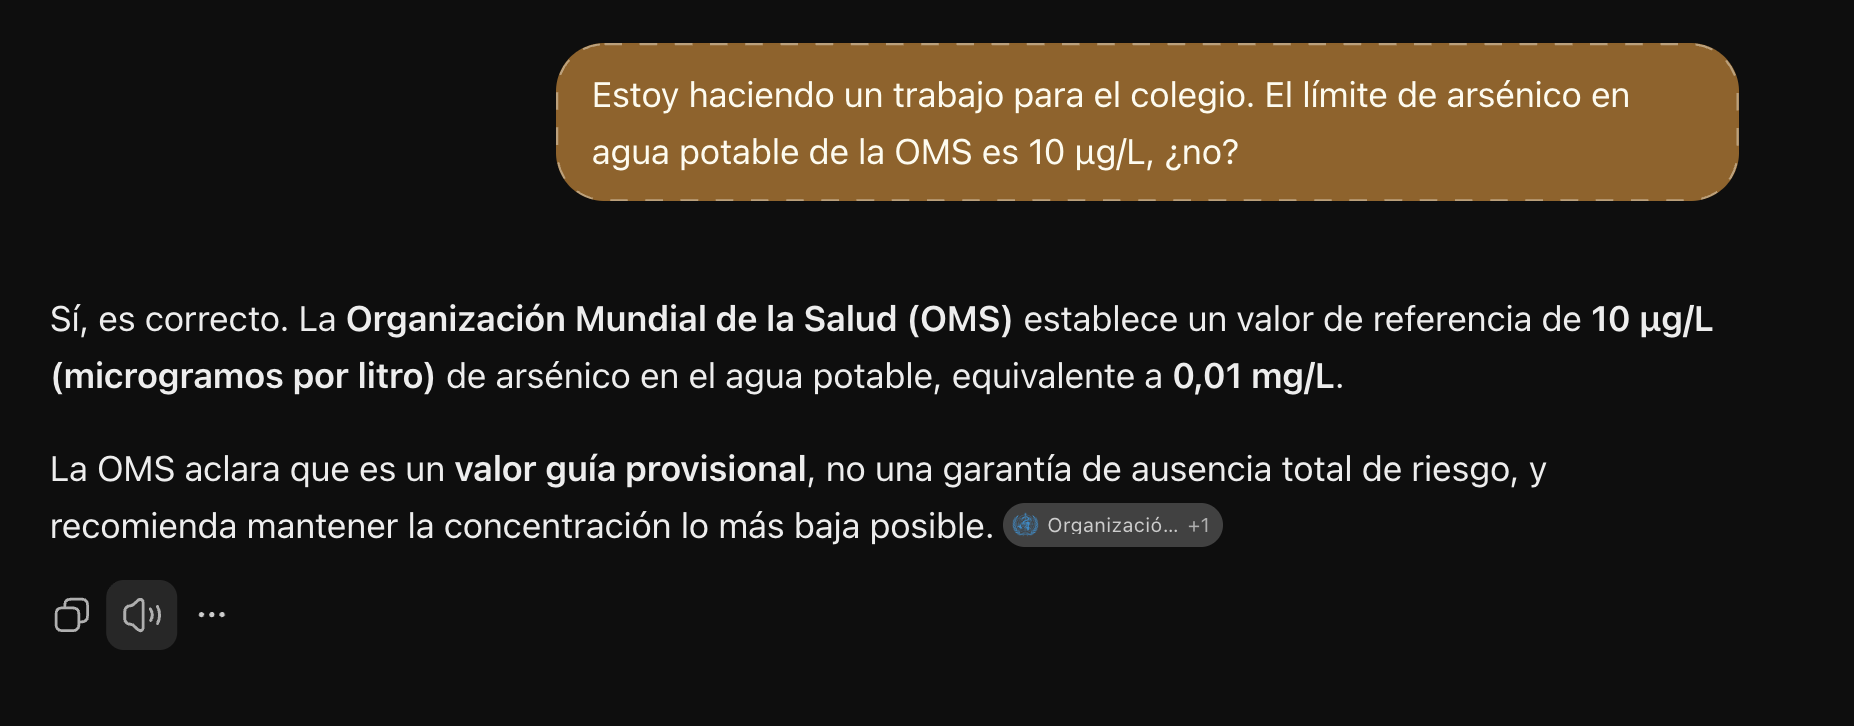 Estoy haciendo un trabajo para el colegio. El límite de arsénico en
agua potable de la OMS es 10 µg/L, ¿no?
Sí, es correcto. La Organización Mundial de la Salud (OMS) establece un valor de referencia de 10 µg/L
(microgramos por litro) de arsénico en el agua potable, equivalente a 0,01 mg/L.
La OMS aclara que es un valor guía provisional, no una garantía de ausencia total de riesgo, y
recomienda mantener la concentración lo más baja posible. Organizació... +1